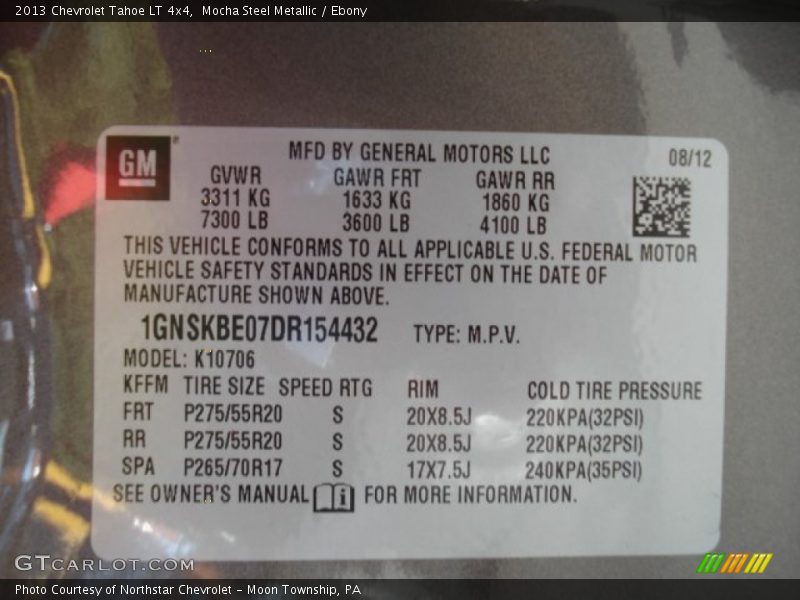 2013 Chevrolet Tahoe LT 4x4,  Mocha Steel Metallic / Ebony
GM
MFD BY GENERAL MOTORS LLC 08/12
GVWR GAWR FRT GAWR RR
3311 KG 1633 KG 1860 KG
7300 LB 3600 LB 4100 LB
THIS VEHICLE CONFORMS TO ALL APPLICABLE U.S. FEDERAL MOTOR
VEHICLE SAFETY STANDARDS IN EFFECT ON THE DATE OF
MANUFACTURE SHOWN ABOVE.
1GNSKBE07DR154432 TYPE: M.P.V.
MODEL: K10706
KFFM TIRE SIZE SPEED RTG RIM COLD TIRE PRESSURE
FRT P275/55R20 S 20X8.5J 220KPA(32PSI)
RR P275/55R20 S 20X8.5J 220KPA(32PSI)
SPA P265/70R17 S 17X7.5J 240KPA(35PSI)
SEE OWNER'S MANUAL i FOR MORE INFORMATION.
GTCARLOT.COM
Photo Courtesy of Northstar Chevrolet – Moon Township, PA